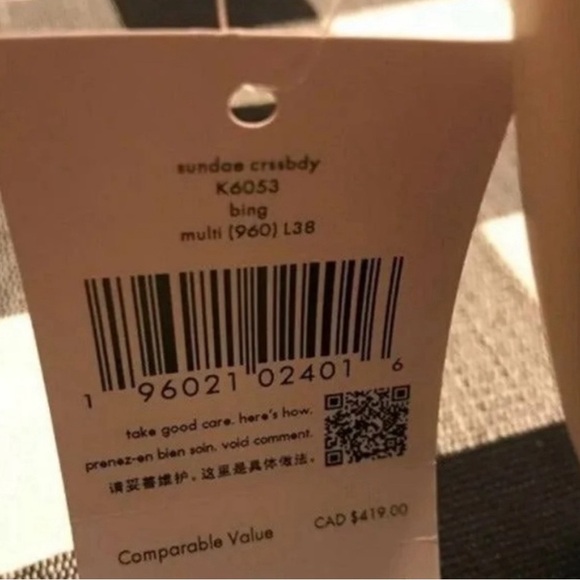 sundae crssbdy
K6053
bing
multi (960) L38
1 96021 02401 6
take good care. here's how.
prenez-en bien soin. voici comment.
请妥善维护。这里是具体做法。
Comparable Value CAD $419.00